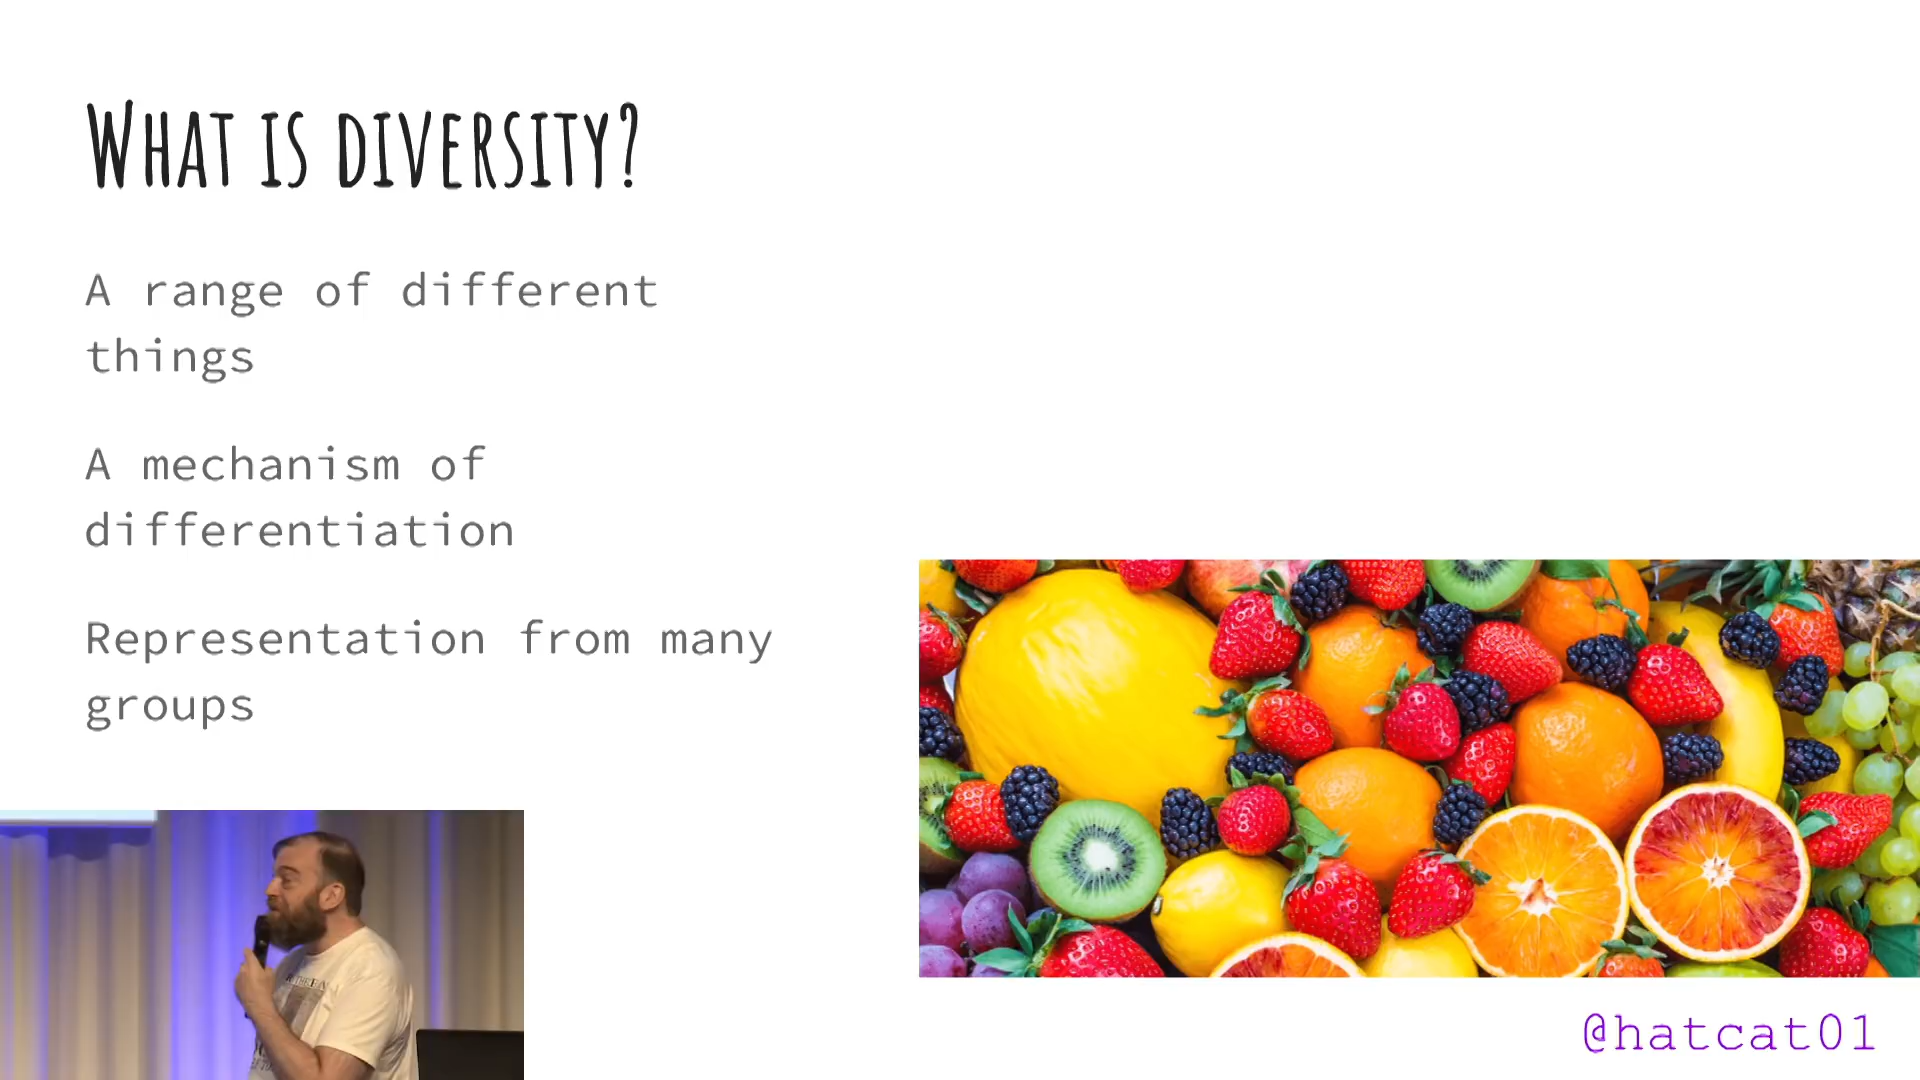 WHAT IS DIVERSITY?
A range of different
things
A mechanism of
differentiation
Representation from many
groups
@hatcat01